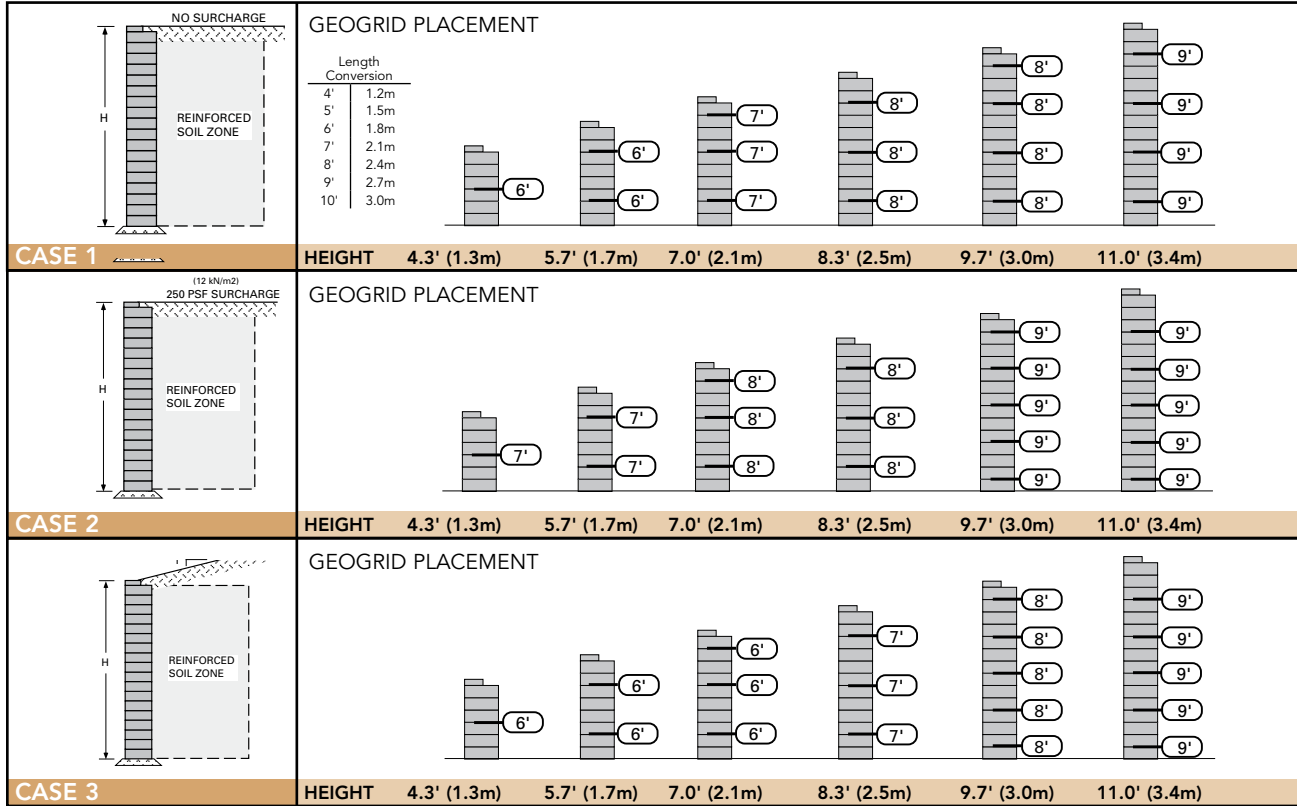 NO SURCHARGE
H
REINFORCED
SOIL ZONE
CASE 1
GEOGRID PLACEMENT
Length
Conversion
4' 1.2m
5' 1.5m
6' 1.8m
7' 2.1m
8' 2.4m
9' 2.7m
10' 3.0m
6'
6'
6'
7'
7'
7'
8'
8'
8'
8'
8'
8'
8'
9'
9'
9'
9'
HEIGHT 4.3' (1.3m) 5.7' (1.7m) 7.0' (2.1m) 8.3' (2.5m) 9.7' (3.0m) 11.0' (3.4m)
(12 kN/m2)
250 PSF SURCHARGE
H
REINFORCED
SOIL ZONE
CASE 2
GEOGRID PLACEMENT
7'
7'
7'
8'
8'
8'
8'
8'
8'
9'
9'
9'
9'
9'
9'
9'
9'
9'
9'
HEIGHT 4.3' (1.3m) 5.7' (1.7m) 7.0' (2.1m) 8.3' (2.5m) 9.7' (3.0m) 11.0' (3.4m)
H
REINFORCED
SOIL ZONE
CASE 3
GEOGRID PLACEMENT
6'
6'
6'
6'
6'
6'
7'
7'
7'
8'
8'
8'
8'
8'
9'
9'
9'
9'
9'
HEIGHT 4.3' (1.3m) 5.7' (1.7m) 7.0' (2.1m) 8.3' (2.5m) 9.7' (3.0m) 11.0' (3.4m)